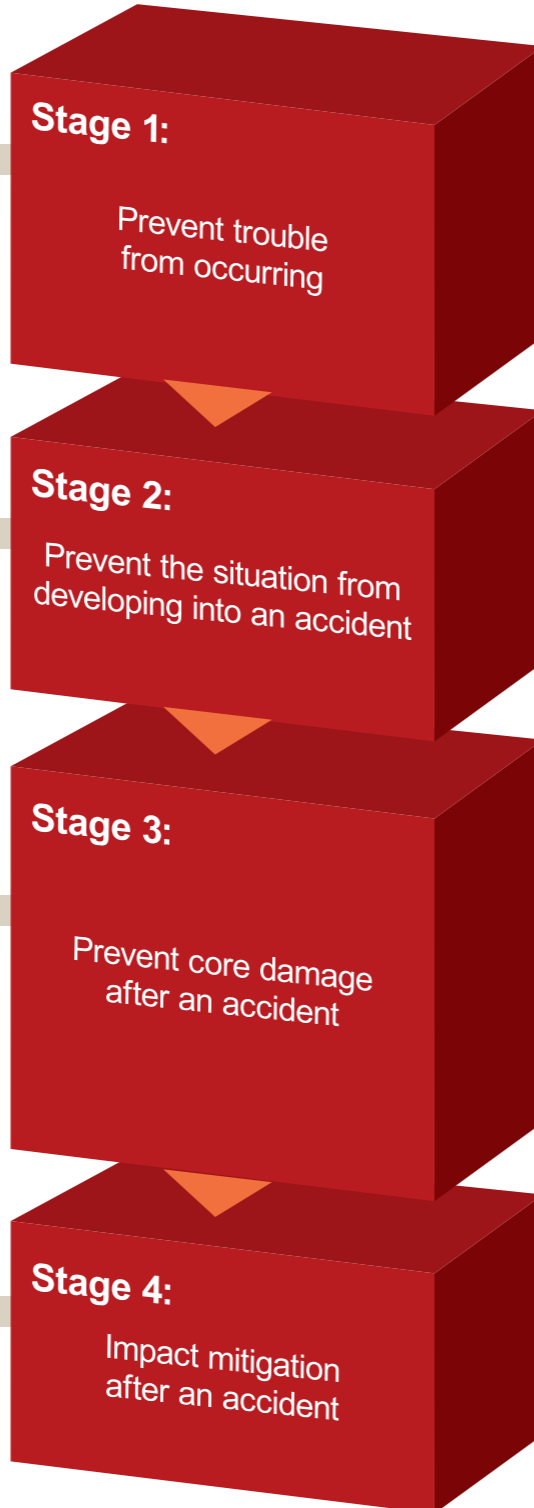 Stage 1:
Prevent trouble
from occurring
Stage 2:
Prevent the situation from
developing into an accident
Stage 3:
Prevent core damage
after an accident
Stage 4:
Impact mitigation
after an accident